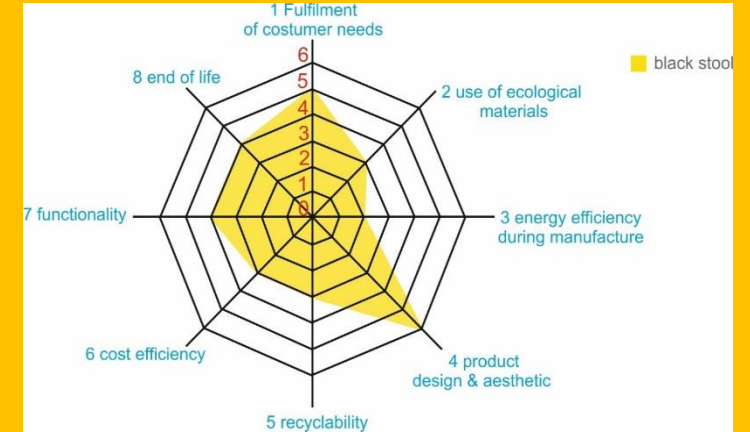 1 Fulfilment
of costumer needs
6
5
4
3
2
1
0
8 end of life
black stool
2 use of ecological
materials
7 functionality
3 energy efficiency
during manufacture
6 cost efficiency
4 product
design & aesthetic
5 recyclability